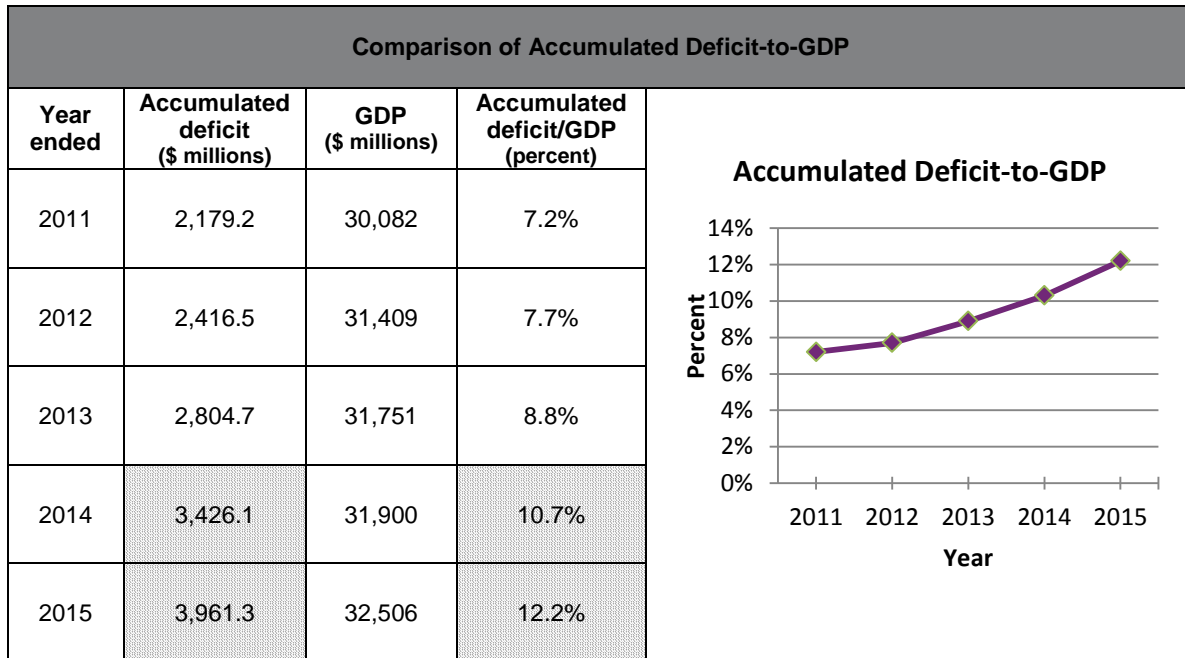 Comparison of Accumulated Deficit-to-GDP
Year ended
Accumulated deficit ($ millions)
GDP ($ millions)
Accumulated deficit/GDP (percent)
2011 2,179.2 30,082 7.2%
2012 2,416.5 31,409 7.7%
2013 2,804.7 31,751 8.8%
2014 3,426.1 31,900 10.7%
2015 3,961.3 32,506 12.2%
Accumulated Deficit-to-GDP
Percent
14%
12%
10%
8%
6%
4%
2%
0%
2011 2012 2013 2014 2015
Year